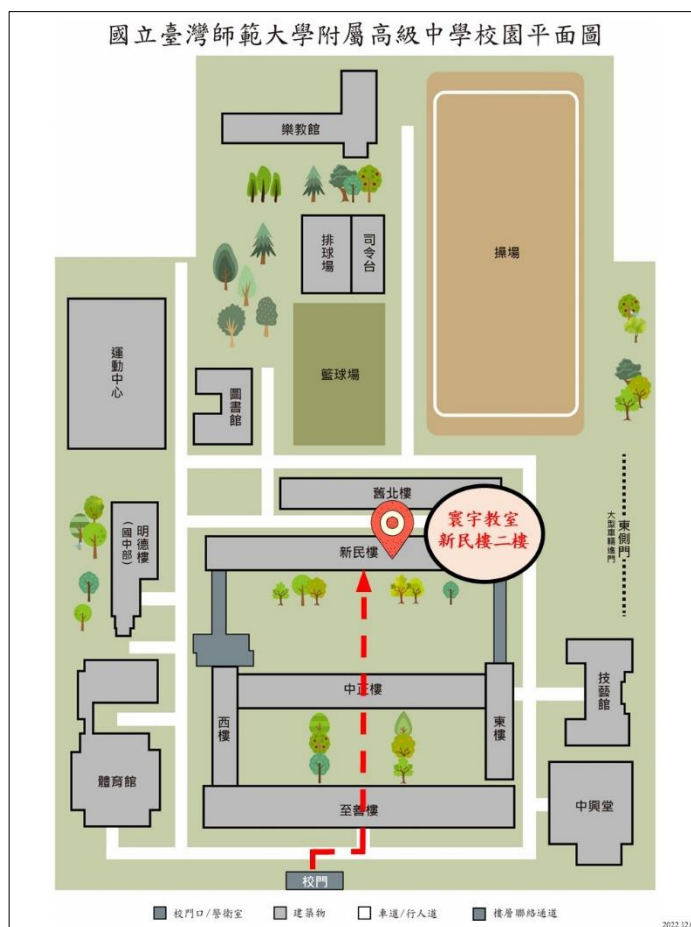 國立臺灣師範大學附屬高級中學校園平面圖
樂教館
排球場
司令台
操場
運動中心
籃球場
圖書館
舊北樓
寰宇教室
新民樓二樓
新民樓
明德樓
(國中部)
東側門
大型車輛進門
中正樓
西樓
東樓
技藝館
體育館
至善樓
中興堂
校門
校門口/警衛室 建築物 車道/行人道 樓層聯絡通道